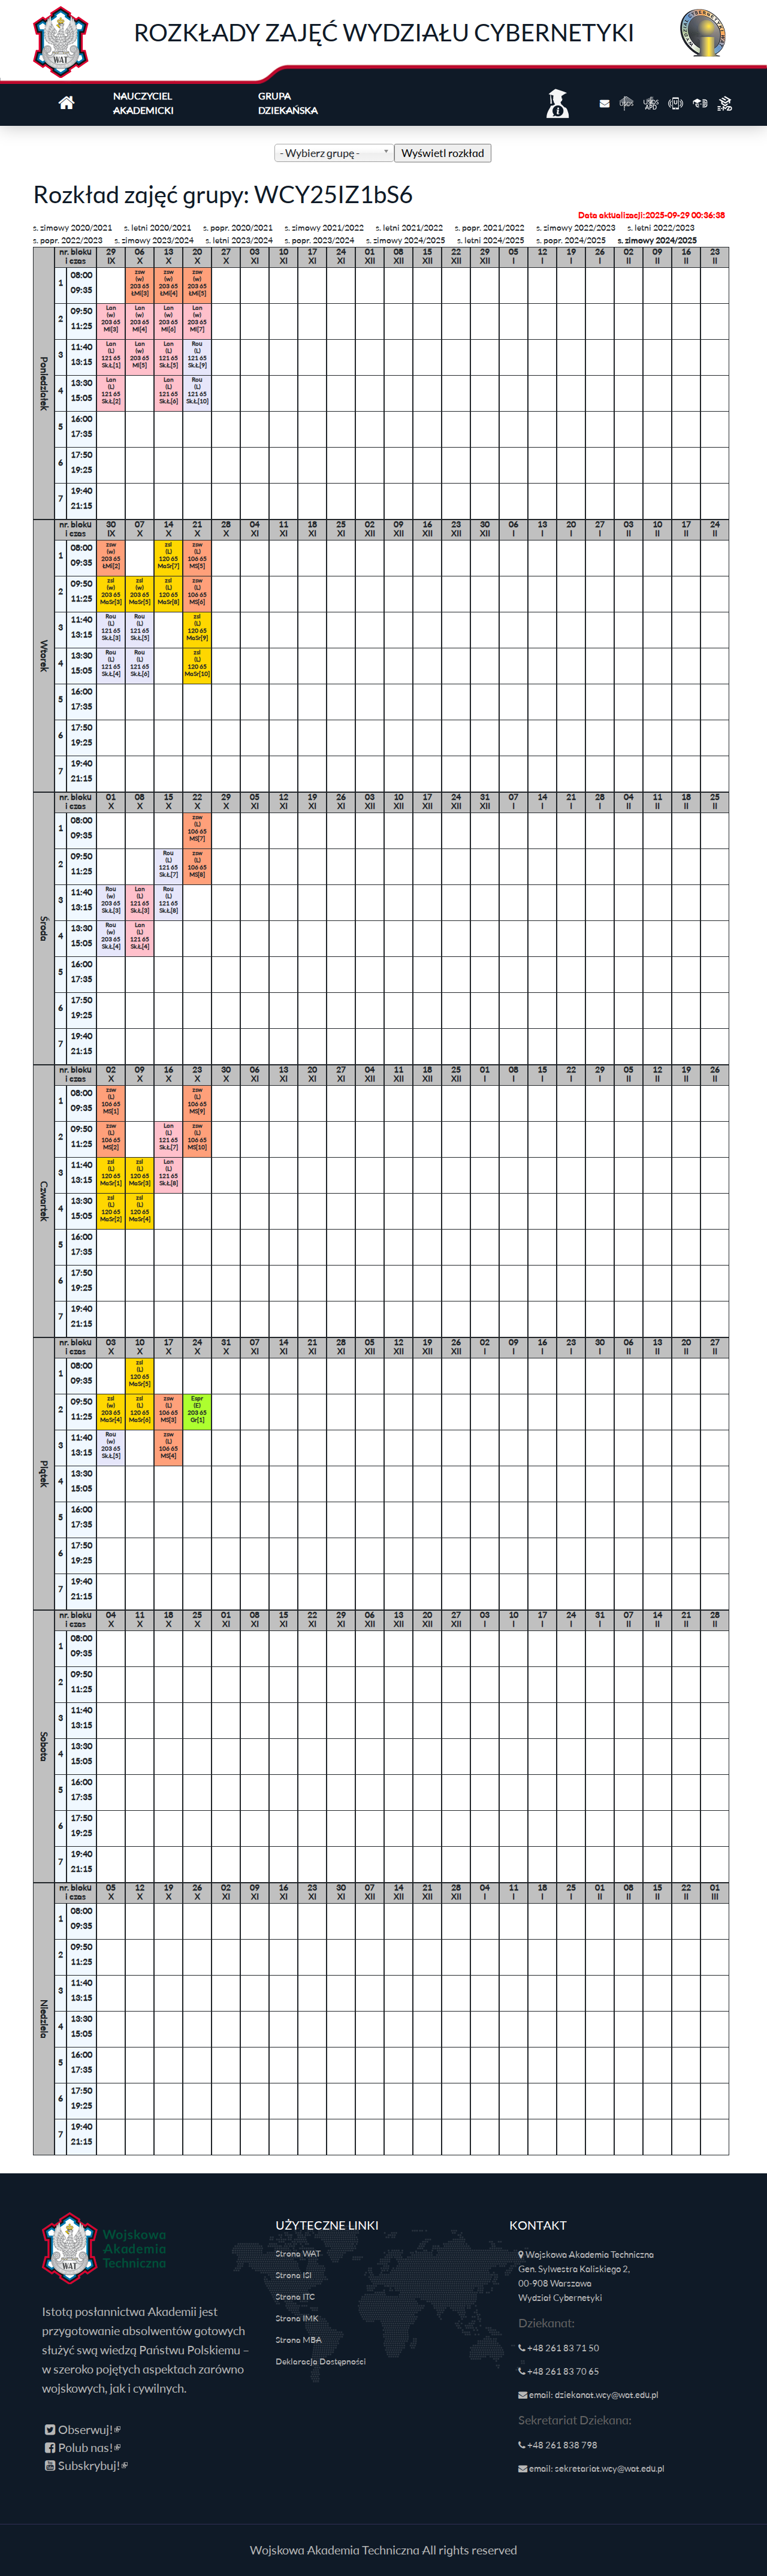 ROZKŁADY ZAJĘĆ WYDZIAŁU CYBERNETYKI
NAUCZYCIEL AKADEMICKI
GRUPA DZIEKAŃSKA
- Wybierz grupę -
Wyświetl rozkład
Rozkład zajęć grupy: WCY25IZ1bS6
Data aktualizacji:2025-09-29 00:36:38
s. zimowy 2020/2021 s. letni 2020/2021 s. popr. 2020/2021 s. zimowy 2021/2022 s. letni 2021/2022 s. popr. 2021/2022 s. zimowy 2022/2023 s. letni 2022/2023
s. popr. 2022/2023 s. zimowy 2023/2024 s. letni 2023/2024 s. popr. 2023/2024 s. zimowy 2024/2025 s. letni 2024/2025 s. popr. 2024/2025 s. zimowy 2024/2025
Poniedziałek
nr. bloku i czas 29 IX 06 X 13 X 20 X 27 X 03 XI 10 XI 17 XI 24 XI 01 XII 08 XII 15 XII 22 XII 29 XII 05 I 12 I 19 I 26 I 02 II 09 II 16 II 23 II
1 08:00 09:35 zsw (w) 203 65 ŁMi[3] zsw (w) 203 65 ŁMi[4] zsw (w) 203 65 ŁMi[5]
2 09:50 11:25 Lan (w) 203 65 MI[3] Lan (w) 203 65 MI[4] Lan (w) 203 65 MI[6] Lan (w) 203 65 MI[7]
3 11:40 13:15 Lan (L) 121 65 Sk.Ł[1] Lan (w) 203 65 MI[5] Lan (L) 121 65 Sk.Ł[5] Rou (L) 121 65 Sk.Ł[9]
4 13:30 15:05 Lan (L) 121 65 Sk.Ł[2] Lan (L) 121 65 Sk.Ł[6] Rou (L) 121 65 Sk.Ł[10]
5 16:00 17:35
6 17:50 19:25
7 19:40 21:15
Wtorek
nr. bloku i czas 30 IX 07 X 14 X 21 X 28 X 04 XI 11 XI 18 XI 25 XI 02 XII 09 XII 16 XII 23 XII 30 XII 06 I 13 I 20 I 27 I 03 II 10 II 17 II 24 II
1 08:00 09:35 zsw (w) 203 65 ŁMi[2] zsl (L) 120 65 MaSr[7] zsw (L) 106 65 MS[5]
2 09:50 11:25 zsl (w) 203 65 MaSr[3] zsl (w) 203 65 MaSr[5] zsl (L) 120 65 MaSr[8] zsw (L) 106 65 MS[6]
3 11:40 13:15 Rou (L) 121 65 Sk.Ł[3] Rou (L) 121 65 Sk.Ł[5] zsl (L) 120 65 MaSr[9]
4 13:30 15:05 Rou (L) 121 65 Sk.Ł[4] Rou (L) 121 65 Sk.Ł[6] zsl (L) 120 65 MaSr[10]
5 16:00 17:35
6 17:50 19:25
7 19:40 21:15
Środa
nr. bloku i czas 01 X 08 X 15 X 22 X 29 X 05 XI 12 XI 19 XI 26 XI 03 XII 10 XII 17 XII 24 XII 31 XII 07 I 14 I 21 I 28 I 04 II 11 II 18 II 25 II
1 08:00 09:35 zsw (L) 106 65 MS[7]
2 09:50 11:25 Rou (L) 121 65 Sk.Ł[7] zsw (L) 106 65 MS[8]
3 11:40 13:15 Rou (w) 203 65 Sk.Ł[3] Lan (L) 121 65 Sk.Ł[3] Rou (L) 121 65 Sk.Ł[8]
4 13:30 15:05 Rou (w) 203 65 Sk.Ł[4] Lan (L) 121 65 Sk.Ł[4]
5 16:00 17:35
6 17:50 19:25
7 19:40 21:15
Czwartek
nr. bloku i czas 02 X 09 X 16 X 23 X 30 X 06 XI 13 XI 20 XI 27 XI 04 XII 11 XII 18 XII 25 XII 01 I 08 I 15 I 22 I 29 I 05 II 12 II 19 II 26 II
1 08:00 09:35 zsw (L) 106 65 MS[1] zsw (L) 106 65 MS[9]
2 09:50 11:25 zsw (L) 106 65 MS[2] Lan (L) 121 65 Sk.Ł[7] zsw (L) 106 65 MS[10]
3 11:40 13:15 zsl (L) 120 65 MaSr[1] zsl (L) 120 65 MaSr[3] Lan (L) 121 65 Sk.Ł[8]
4 13:30 15:05 zsl (L) 120 65 MaSr[2] zsl (L) 120 65 MaSr[4]
5 16:00 17:35
6 17:50 19:25
7 19:40 21:15
Piątek
nr. bloku i czas 03 X 10 X 17 X 24 X 31 X 07 XI 14 XI 21 XI 28 XI 05 XII 12 XII 19 XII 26 XII 02 I 09 I 16 I 23 I 30 I 06 II 13 II 20 II 27 II
1 08:00 09:35 zsl (L) 120 65 MaSr[5]
2 09:50 11:25 zsl (w) 203 65 MaSr[4] zsl (L) 120 65 MaSr[6] zsw (L) 106 65 MS[3] Espr (E) 203 65 Gr[1]
3 11:40 13:15 Rou (w) 203 65 Sk.Ł[5] zsw (L) 106 65 MS[4]
4 13:30 15:05
5 16:00 17:35
6 17:50 19:25
7 19:40 21:15
Sobota
nr. bloku i czas 04 X 11 X 18 X 25 X 01 XI 08 XI 15 XI 22 XI 29 XI 06 XII 13 XII 20 XII 27 XII 03 I 10 I 17 I 24 I 31 I 07 II 14 II 21 II 28 II
1 08:00 09:35
2 09:50 11:25
3 11:40 13:15
4 13:30 15:05
5 16:00 17:35
6 17:50 19:25
7 19:40 21:15
Niedziela
nr. bloku i czas 05 X 12 X 19 X 26 X 02 XI 09 XI 16 XI 23 XI 30 XI 07 XII 14 XII 21 XII 28 XII 04 I 11 I 18 I 25 I 01 II 08 II 15 II 22 II 01 III
1 08:00 09:35
2 09:50 11:25
3 11:40 13:15
4 13:30 15:05
5 16:00 17:35
6 17:50 19:25
7 19:40 21:15
WAT
Wojskowa
Akademia
Techniczna
Istotą posłannictwa Akademii jest
przygotowanie absolwentów gotowych
służyć swą wiedzą Państwu Polskiemu –
w szeroko pojętych aspektach zarówno
wojskowych, jak i cywilnych.
Obserwuj!
Polub nas!
Subskrybuj!
UŻYTECZNE LINKI
Strona WAT
Strona ISI
Strona ITC
Strona IMK
Strona MBA
Deklaracja Dostępności
KONTAKT
Wojskowa Akademia Techniczna
Gen. Sylwestra Kaliskiego 2,
00-908 Warszawa
Wydział Cybernetyki
Dziekanat:
+48 261 83 71 50
+48 261 83 70 65
email: dziekanat.wcy@wat.edu.pl
Sekretariat Dziekana:
+48 261 838 798
email: sekretariat.wcy@wat.edu.pl
Wojskowa Akademia Techniczna All rights reserved